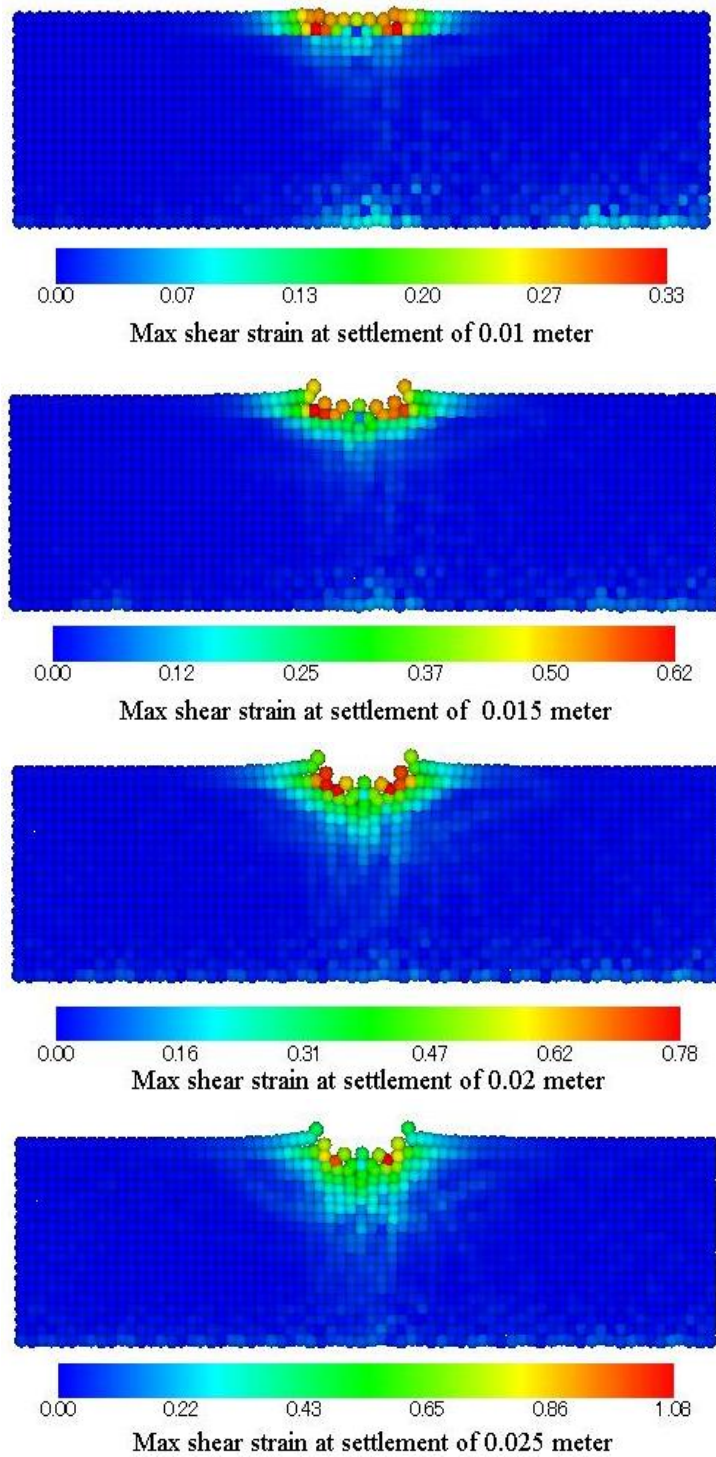 0.00 0.07 0.13 0.20 0.27 0.33
Max shear strain at settlement of 0.01 meter
0.00 0.12 0.25 0.37 0.50 0.62
Max shear strain at settlement of 0.015 meter
0.00 0.16 0.31 0.47 0.62 0.78
Max shear strain at settlement of 0.02 meter
0.00 0.22 0.43 0.65 0.86 1.08
Max shear strain at settlement of 0.025 meter